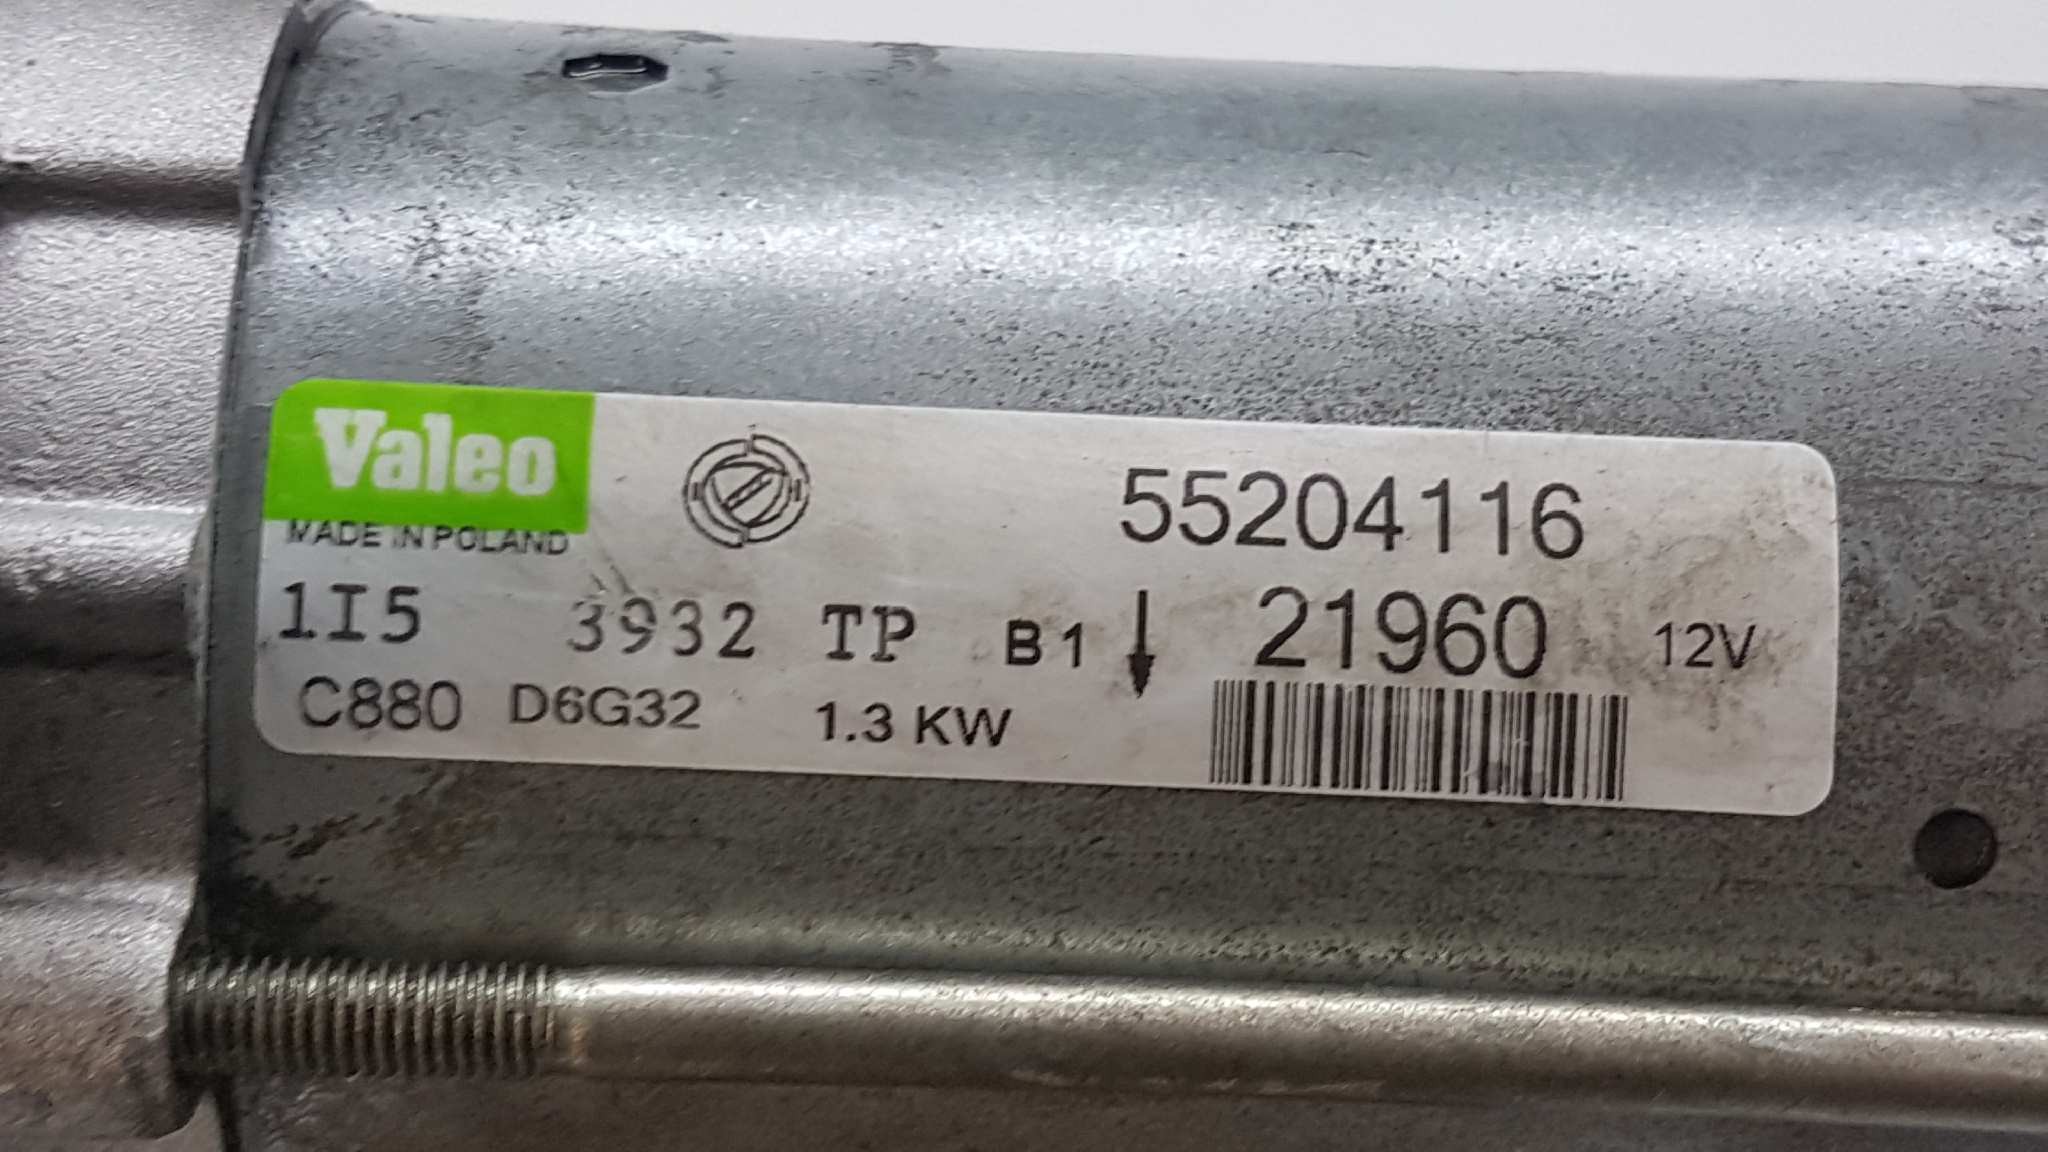 Valeo
MADE IN POLAND
55204116
1I5 3932 TP B1 21960 12V
C880 D6G32 1.3 KW